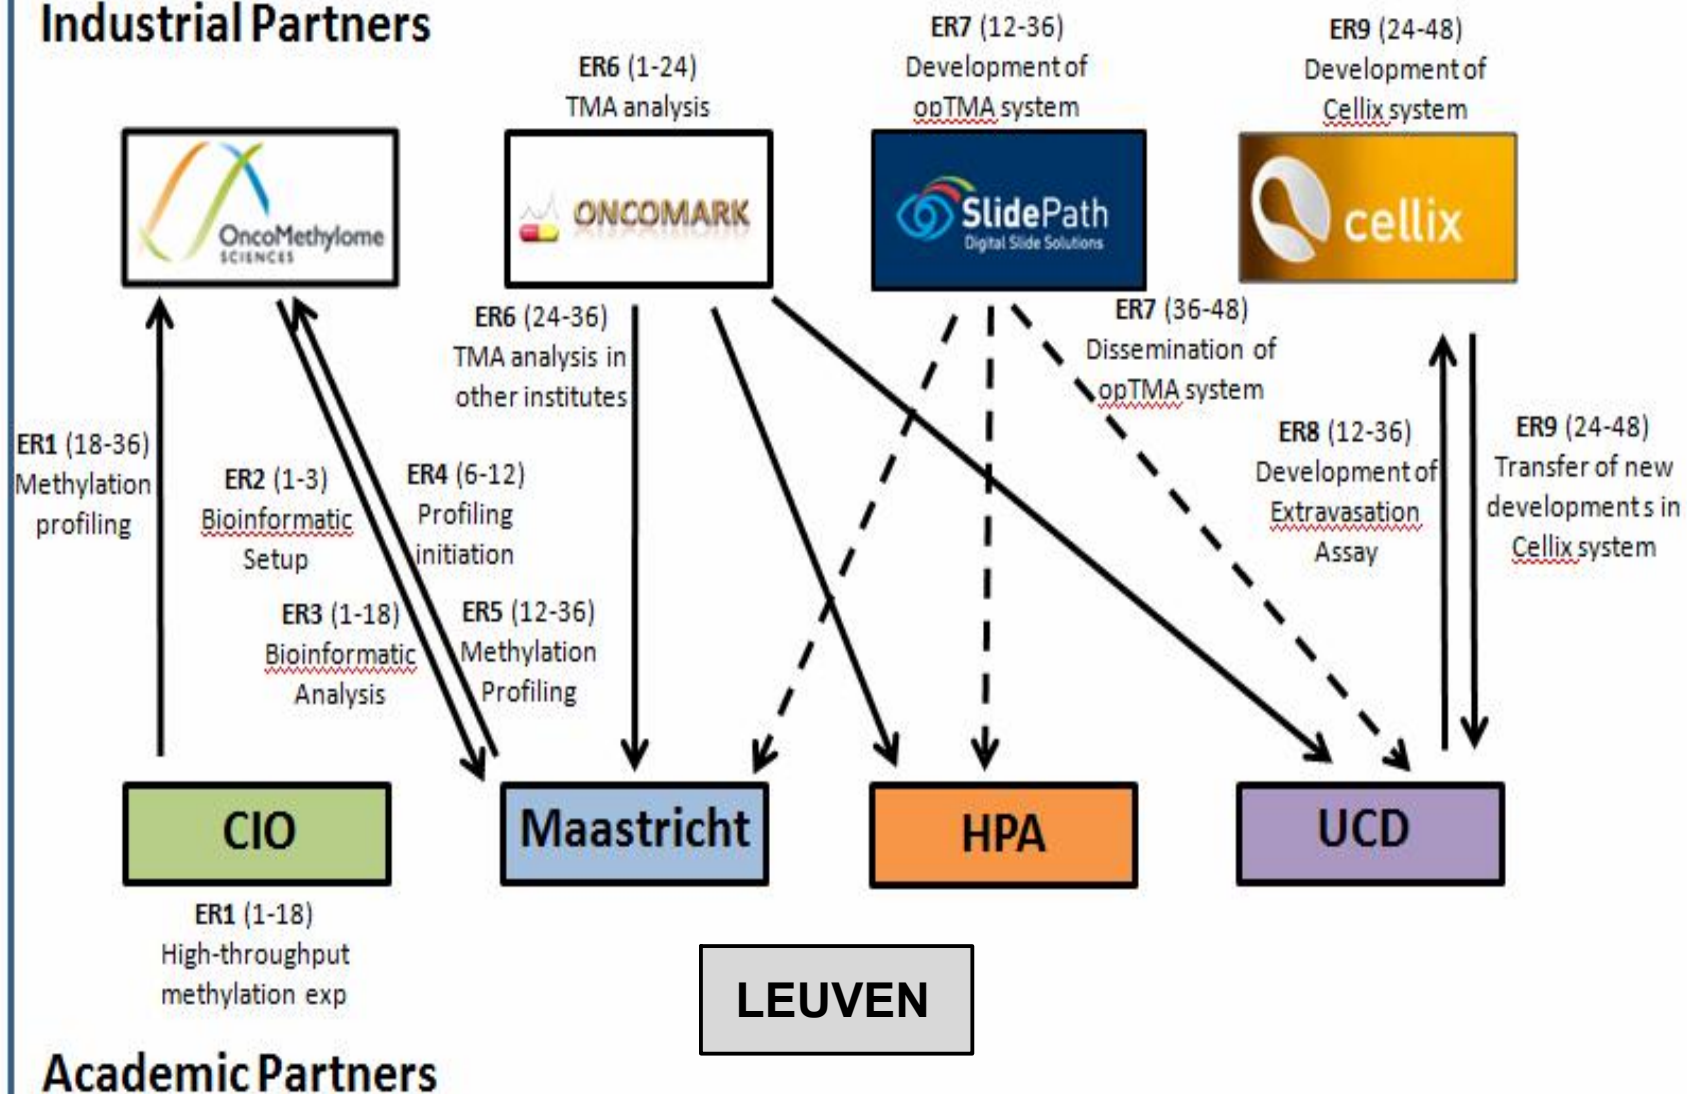 Industrial Partners
ER6 (1-24)
TMA analysis
ER7 (12-36)
Development of
opTMA system
ER9 (24-48)
Development of
Cellix system
OncoMethylome
SCIENCES
ONCOMARK
SlidePath
Digital Slide Solutions
cellix
ER1 (18-36)
Methylation
profiling
ER2 (1-3)
Bioinformatic
Setup
ER3 (1-18)
Bioinformatic
Analysis
ER4 (6-12)
Profiling
initiation
ER5 (12-36)
Methylation
Profiling
ER6 (24-36)
TMA analysis in
other institutes
ER7 (36-48)
Dissemination of
opTMA system
ER8 (12-36)
Development of
Extravasation
Assay
ER9 (24-48)
Transfer of new
developments in
Cellix system
CIO
Maastricht
HPA
UCD
ER1 (1-18)
High-throughput
methylation exp
LEUVEN
Academic Partners